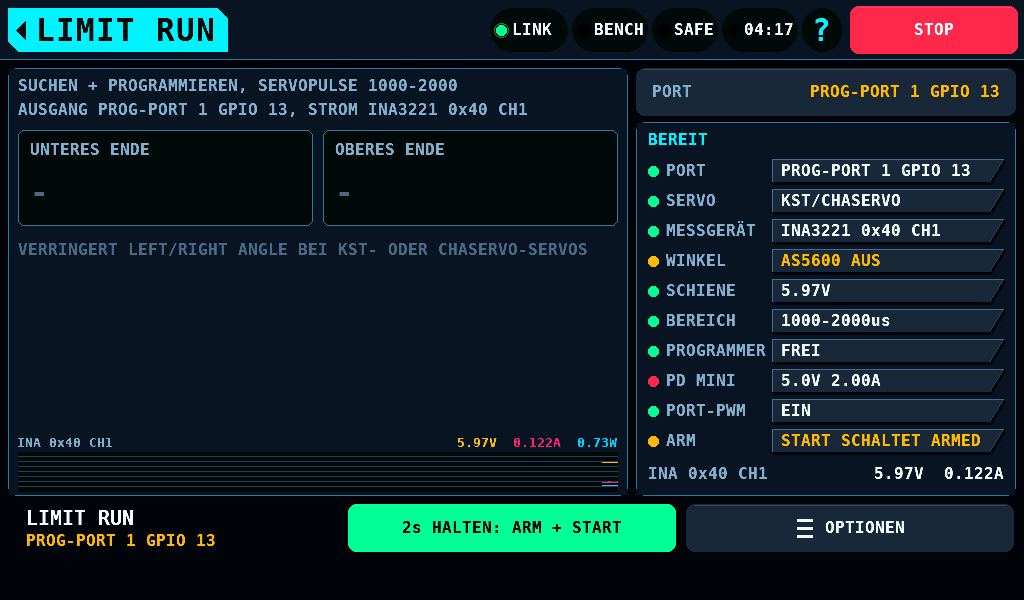 LIMIT RUN
LINK
BENCH
SAFE
04:17
?
STOP
SUCHEN + PROGRAMMIEREN, SERVOPULSE 1000-2000
AUSGANG PROG-PORT 1 GPIO 13, STROM INA3221 0x40 CH1
UNTERES ENDE
-
OBERES ENDE
-
VERRINGERT LEFT/RIGHT ANGLE BEI KST- ODER CHASERVO-SERVOS
INA 0x40 CH1 5.97V 0.122A 0.73W
PORT PROG-PORT 1 GPIO 13
BEREIT
PORT PROG-PORT 1 GPIO 13
SERVO KST/CHASERVO
MESSGERÄT INA3221 0x40 CH1
WINKEL AS5600 AUS
SCHIENE 5.97V
BEREICH 1000-2000us
PROGRAMMER FREI
PD MINI 5.0V 2.00A
PORT-PWM EIN
ARM START SCHALTET ARMED
INA 0x40 CH1 5.97V 0.122A
LIMIT RUN
PROG-PORT 1 GPIO 13
2s HALTEN: ARM + START
OPTIONEN